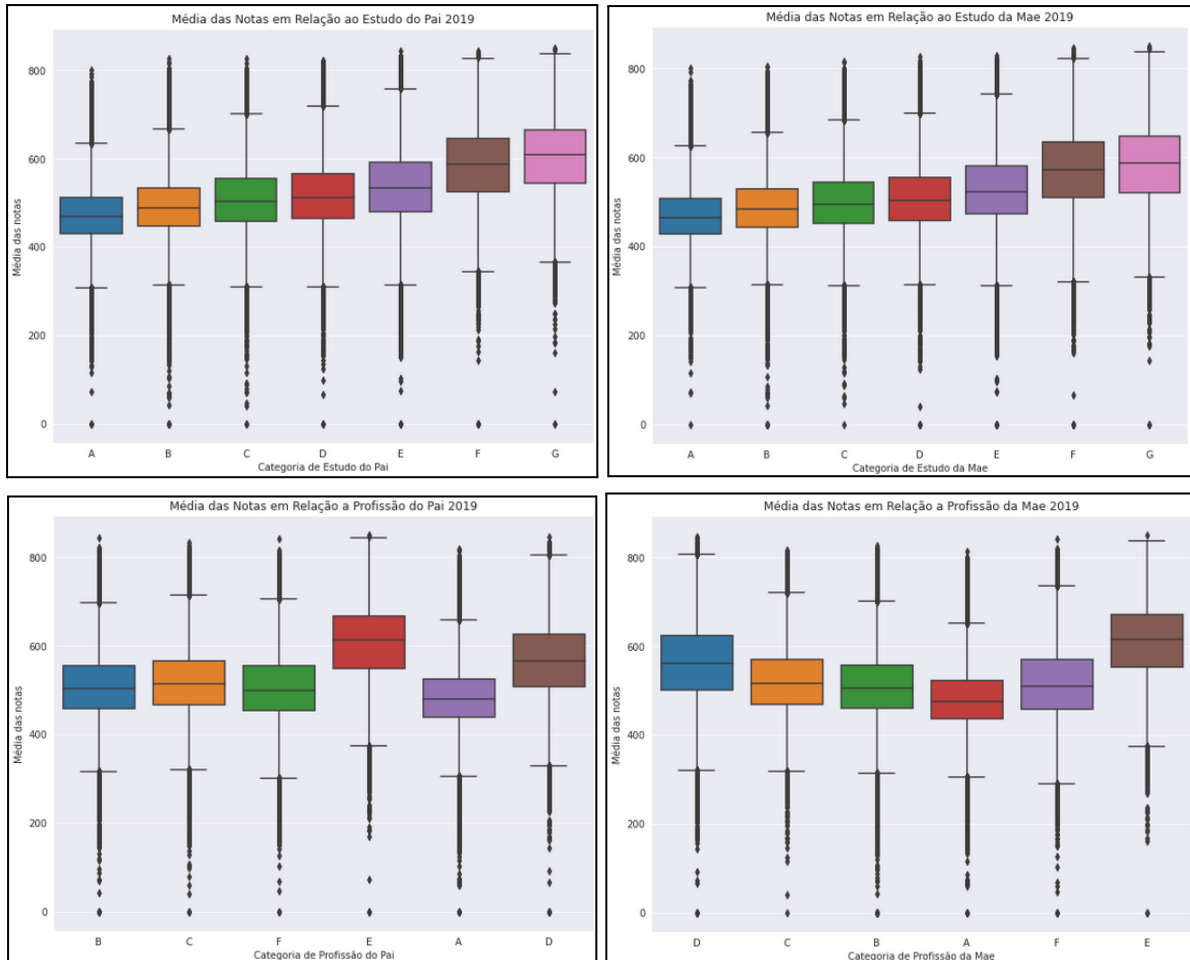 Média das Notas em Relação ao Estudo do Pai 2019
Média das notas
800
600
400
200
0
A B C D E F G
Categoria de Estudo do Pai
Média das Notas em Relação ao Estudo da Mae 2019
Média das notas
800
600
400
200
0
A B C D E F G
Categoria de Estudo da Mae
Média das Notas em Relação a Profissão do Pai 2019
Média das notas
800
600
400
200
0
B C F E A D
Categoria de Profissão do Pai
Média das Notas em Relação a Profissão da Mae 2019
Média das notas
800
600
400
200
0
D C B A F E
Categoria de Profissão da Mae